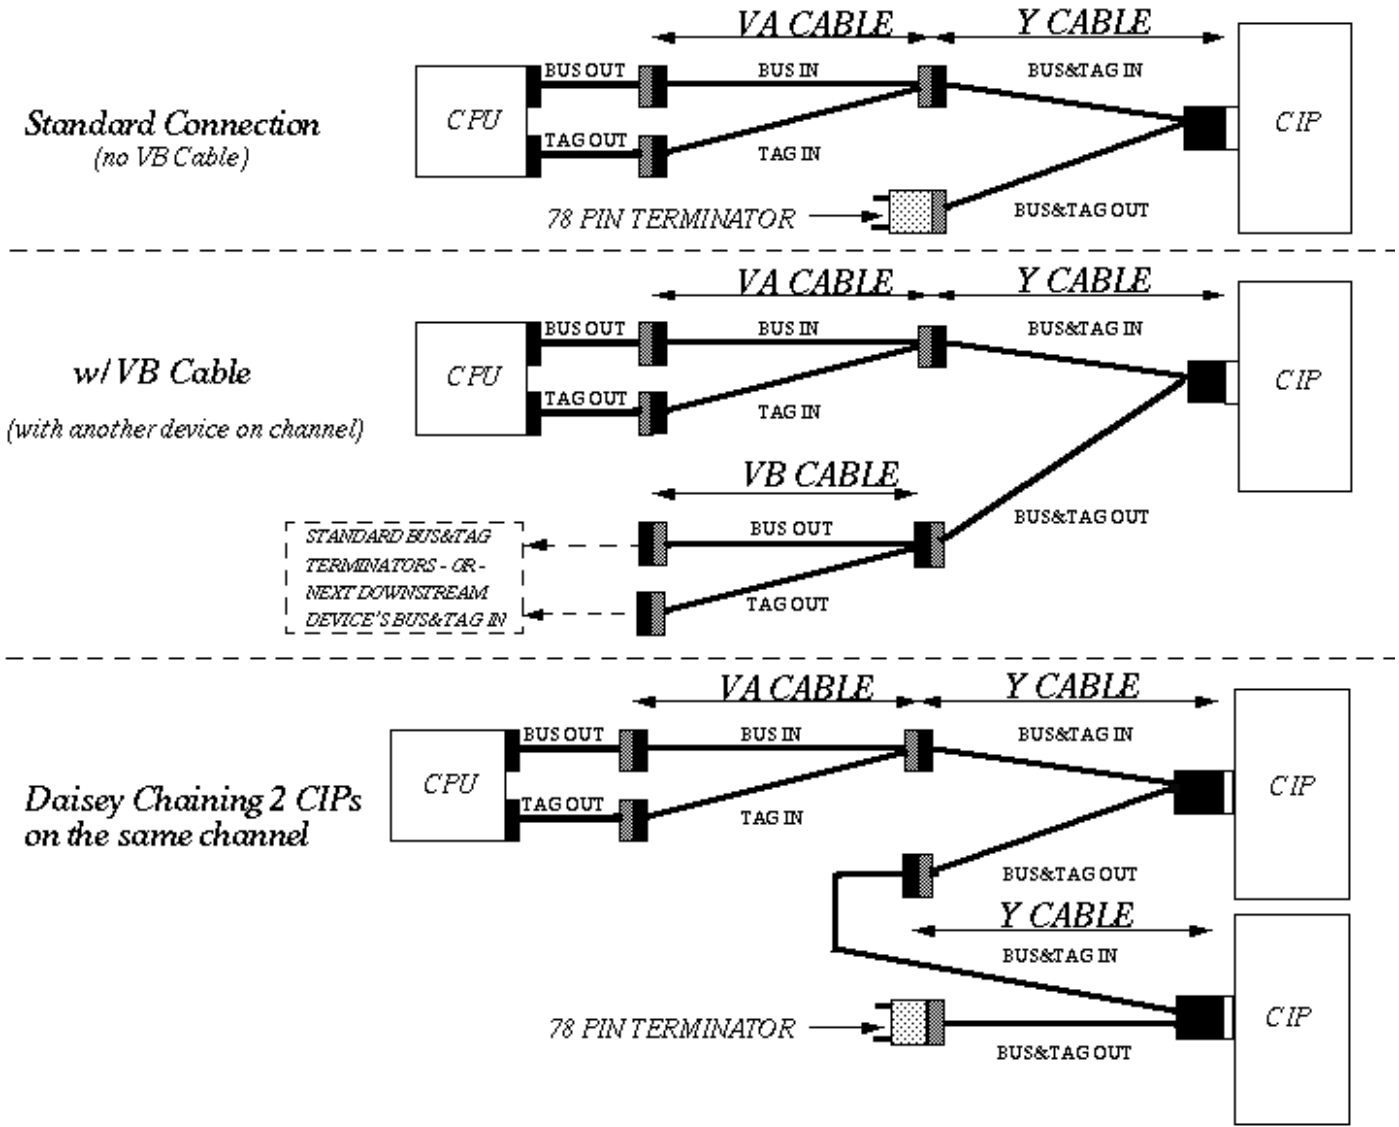 VA CABLE
Y CABLE
BUS OUT
BUS IN
BUS&TAG IN
CPU
CIP
Standard Connection
(no VB Cable)
TAG OUT
TAG IN
78 PIN TERMINATOR
BUS&TAG OUT
VA CABLE
Y CABLE
BUS OUT
BUS IN
BUS&TAG IN
w/ VB Cable
CPU
CIP
(with another device on channel)
TAG OUT
TAG IN
VB CABLE
BUS&TAG OUT
BUS OUT
STANDARD BUS&TAG
TERMINATORS - OR -
NEXT DOWNSTREAM
DEVICE'S BUS&TAG IN
TAG OUT
VA CABLE
Y CABLE
BUS OUT
BUS IN
BUS&TAG IN
CPU
CIP
Daisey Chaining 2 CIPs
on the same channel
TAG OUT
TAG IN
BUS&TAG OUT
Y CABLE
BUS&TAG IN
78 PIN TERMINATOR
CIP
BUS&TAG OUT